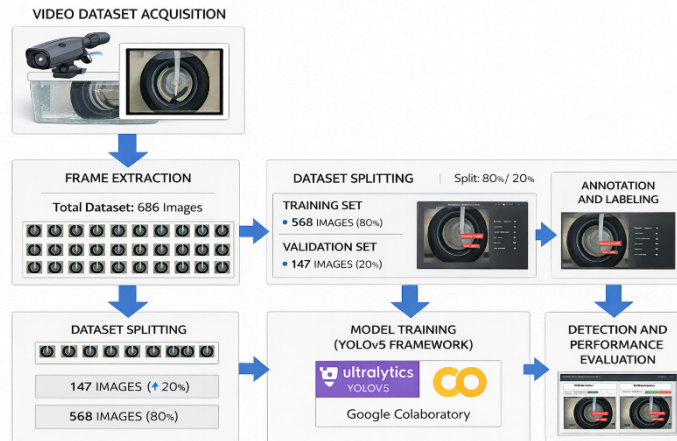 VIDEO DATASET ACQUISITION
FRAME EXTRACTION
Total Dataset: 686 Images
DATASET SPLITTING | Split: 80%/ 20%
TRAINING SET
• 568 IMAGES (80%)
VALIDATION SET
• 147 IMAGES (20%)
ANNOTATION
AND LABELING
DATASET SPLITTING
147 IMAGES (↑ 20%)
568 IMAGES (80%)
MODEL TRAINING
(YOLOv5 FRAMEWORK)
ultralytics
YOLOV5
Google Colaboratory
DETECTION AND
PERFORMANCE
EVALUATION